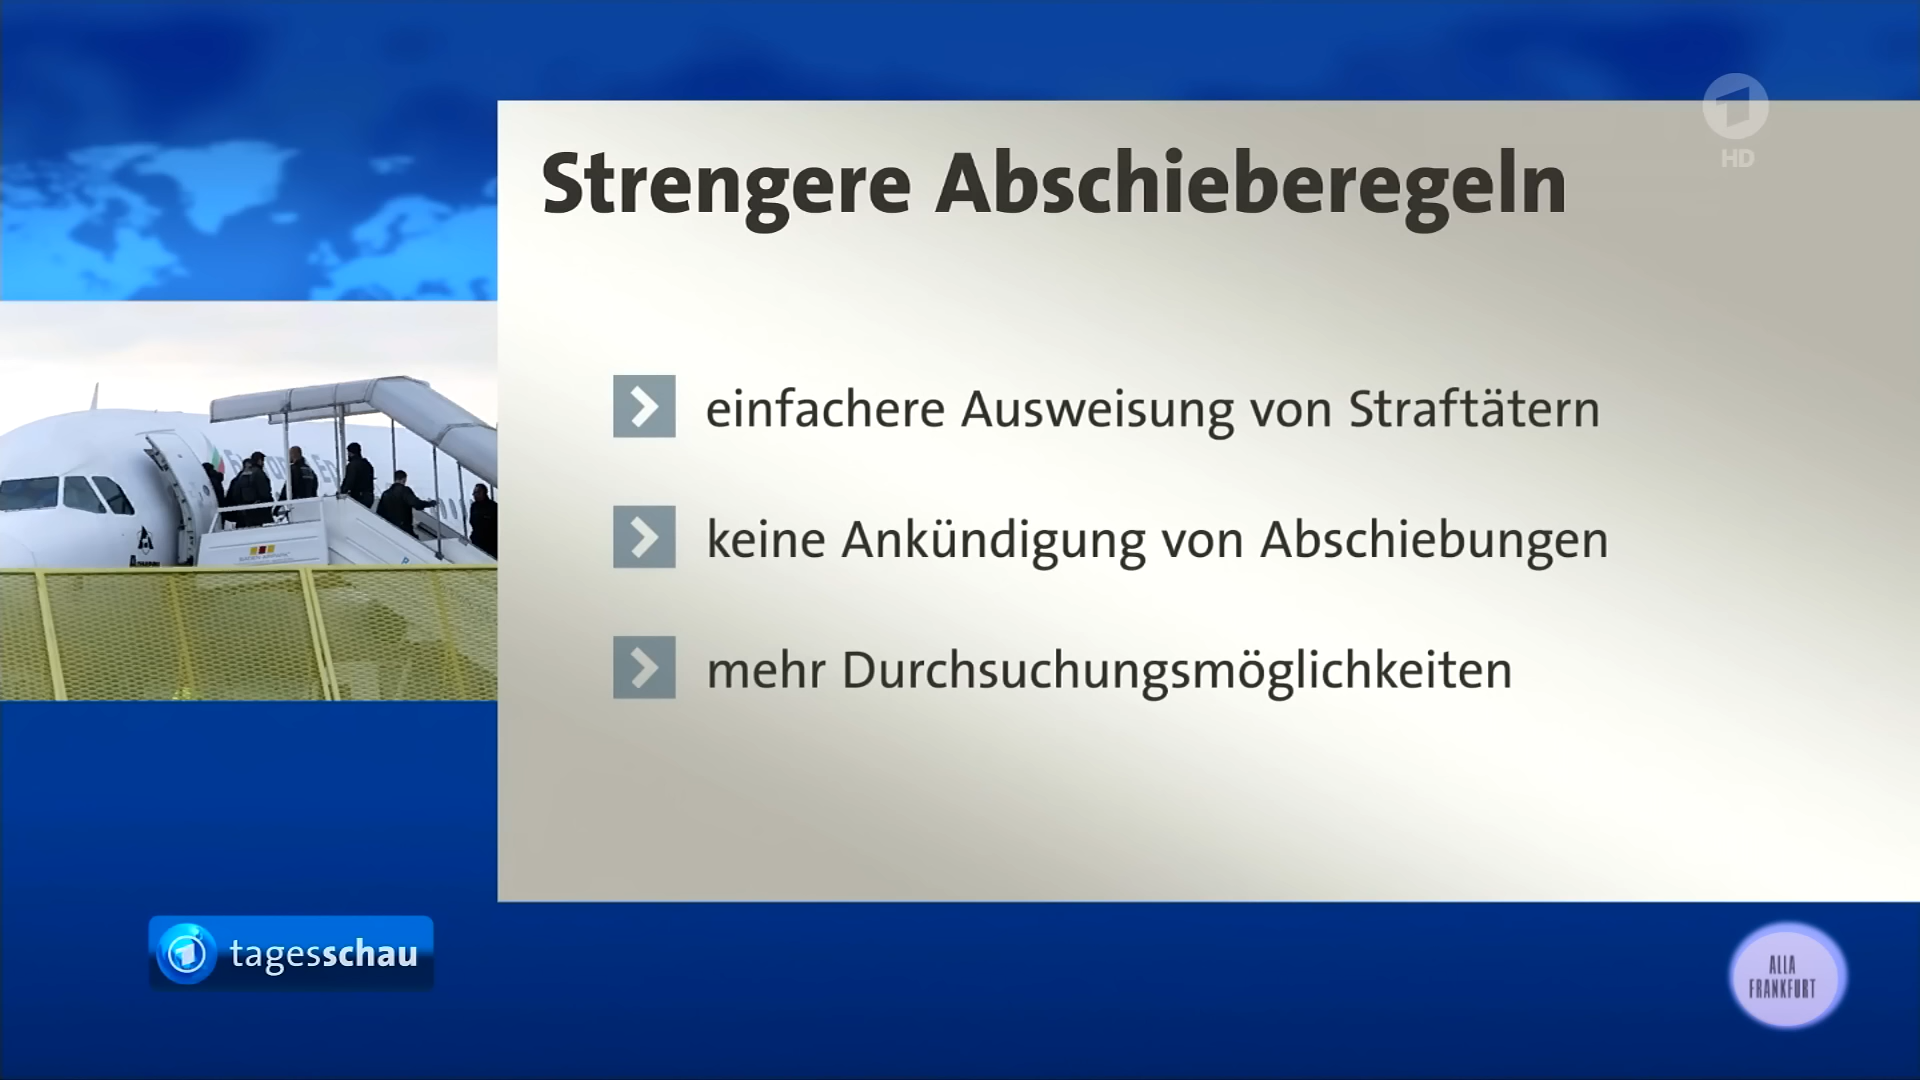 HD
Strengere Abschieberegeln
einfachere Ausweisung von Straftätern
keine Ankündigung von Abschiebungen
mehr Durchsuchungsmöglichkeiten
tagesschau
ALLA
FRANKFURT